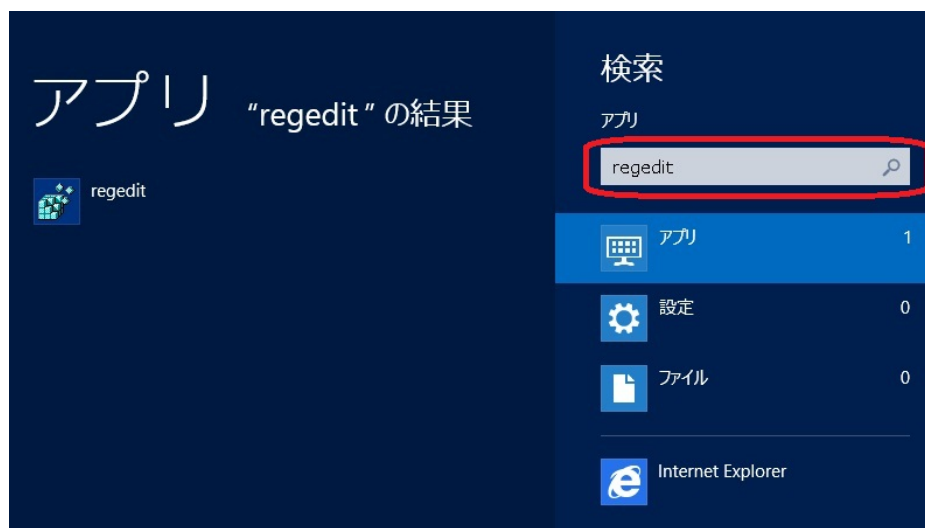 アプリ "regedit " の結果
regedit
検索
アプリ
regedit
アプリ 1
設定 0
ファイル 0
Internet Explorer